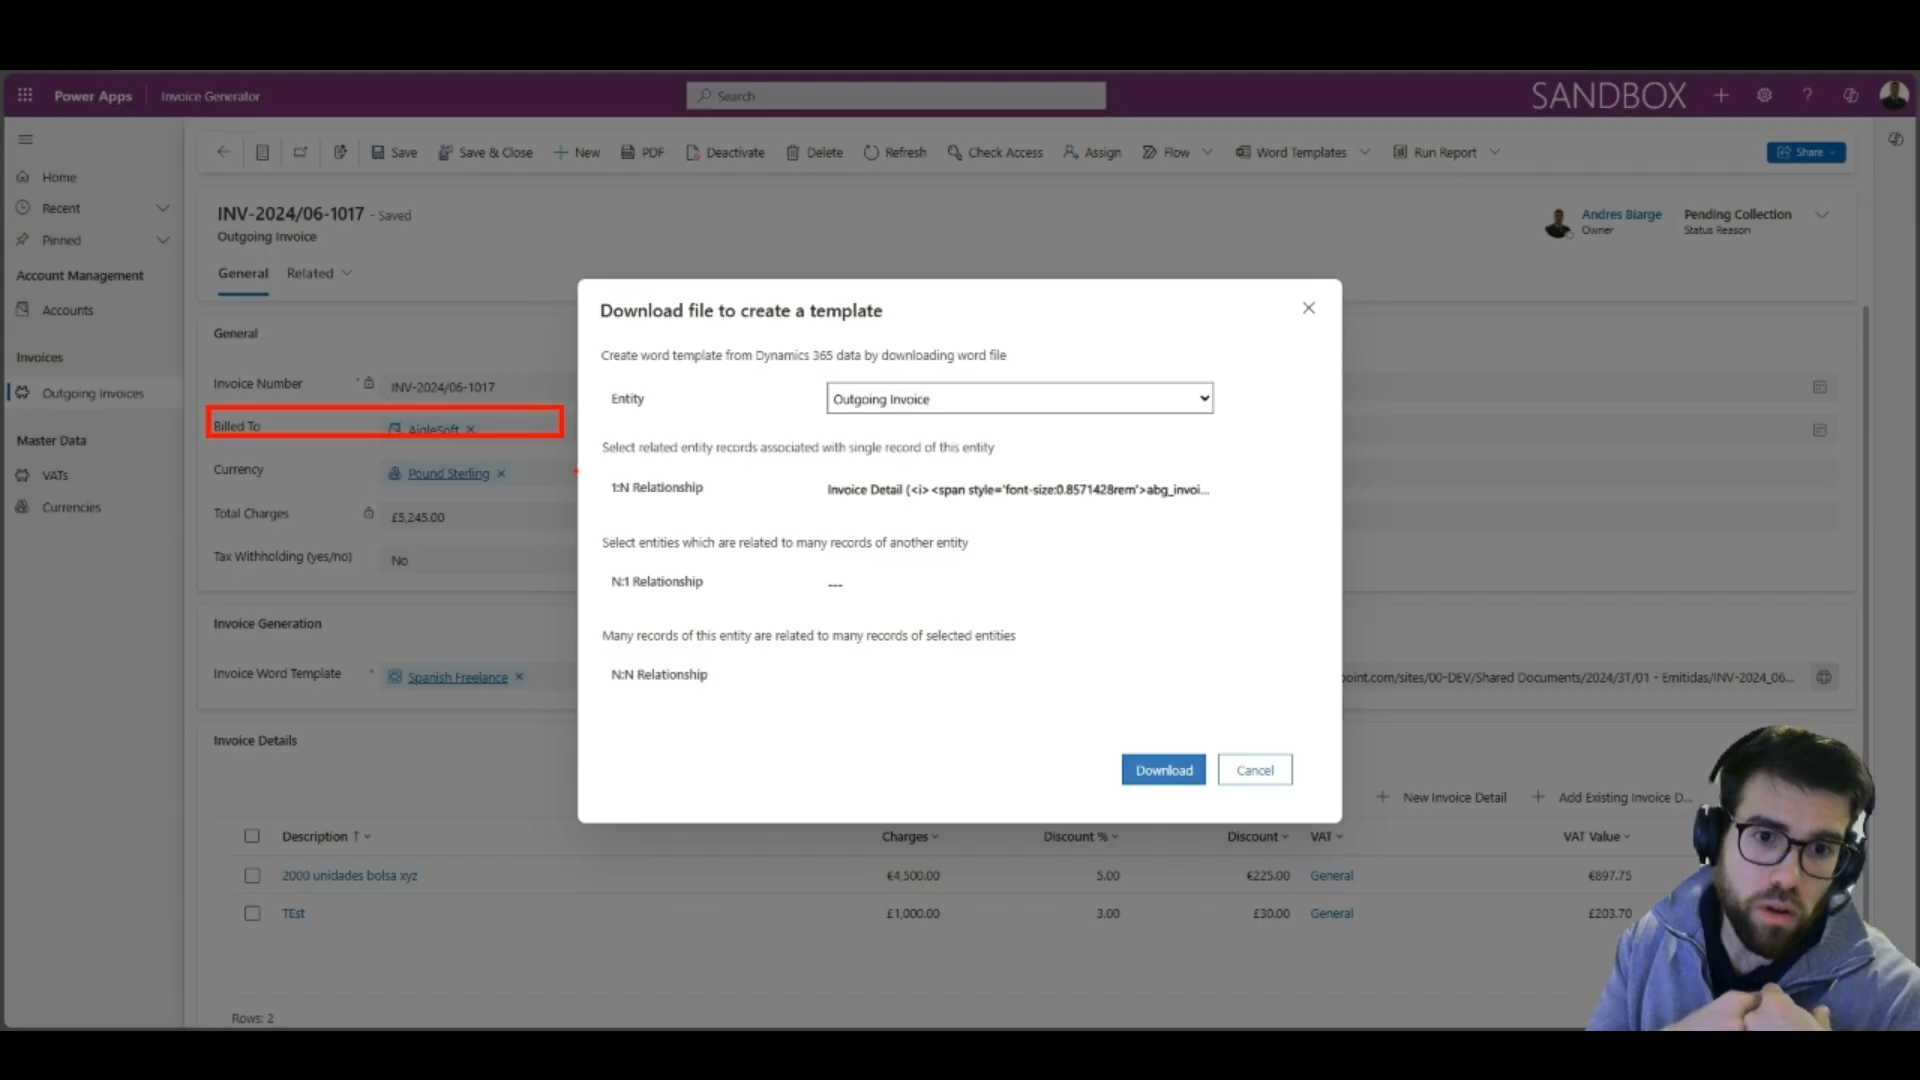 Power Apps
Invoice Generator
Search
SANDBOX
Home
Recent
Pinned
Account Management
Accounts
Invoices
Outgoing Invoices
Master Data
VATs
Currencies
Save
Save & Close
New
PDF
Deactivate
Delete
Refresh
Check Access
Assign
Flow
Word Templates
Run Report
Share
INV-2024/06-1017 - Saved
Outgoing Invoice
Andres Biarge
Owner
Pending Collection
Status Reason
General
Related
General
Invoice Number * INV-2024/06-1017
Billed To AigleSoft
Currency Pound Sterling
Total Charges £5,245.00
Tax Withholding (yes/no) No
Invoice Generation
Invoice Word Template * Spanish Freelance
point.com/sites/00-DEV/Shared Documents/2024/3T/01 - Emitidas/INV-2024_06...
Download file to create a template
Create word template from Dynamics 365 data by downloading word file
Entity Outgoing Invoice
Select related entity records associated with single record of this entity
1:N Relationship Invoice Detail (<i> <span style='font-size:0.8571428rem'>abg_invoi...
Select entities which are related to many records of another entity
N:1 Relationship ---
Many records of this entity are related to many records of selected entities
N:N Relationship
Download
Cancel
Invoice Details
New Invoice Detail
Add Existing Invoice D...
Description ↑ Charges Discount % Discount VAT VAT Value
2000 unidades bolsa xyz €4,500.00 5.00 €225.00 General €897.75
TEst £1,000.00 3.00 £30.00 General £203.70
Rows: 2